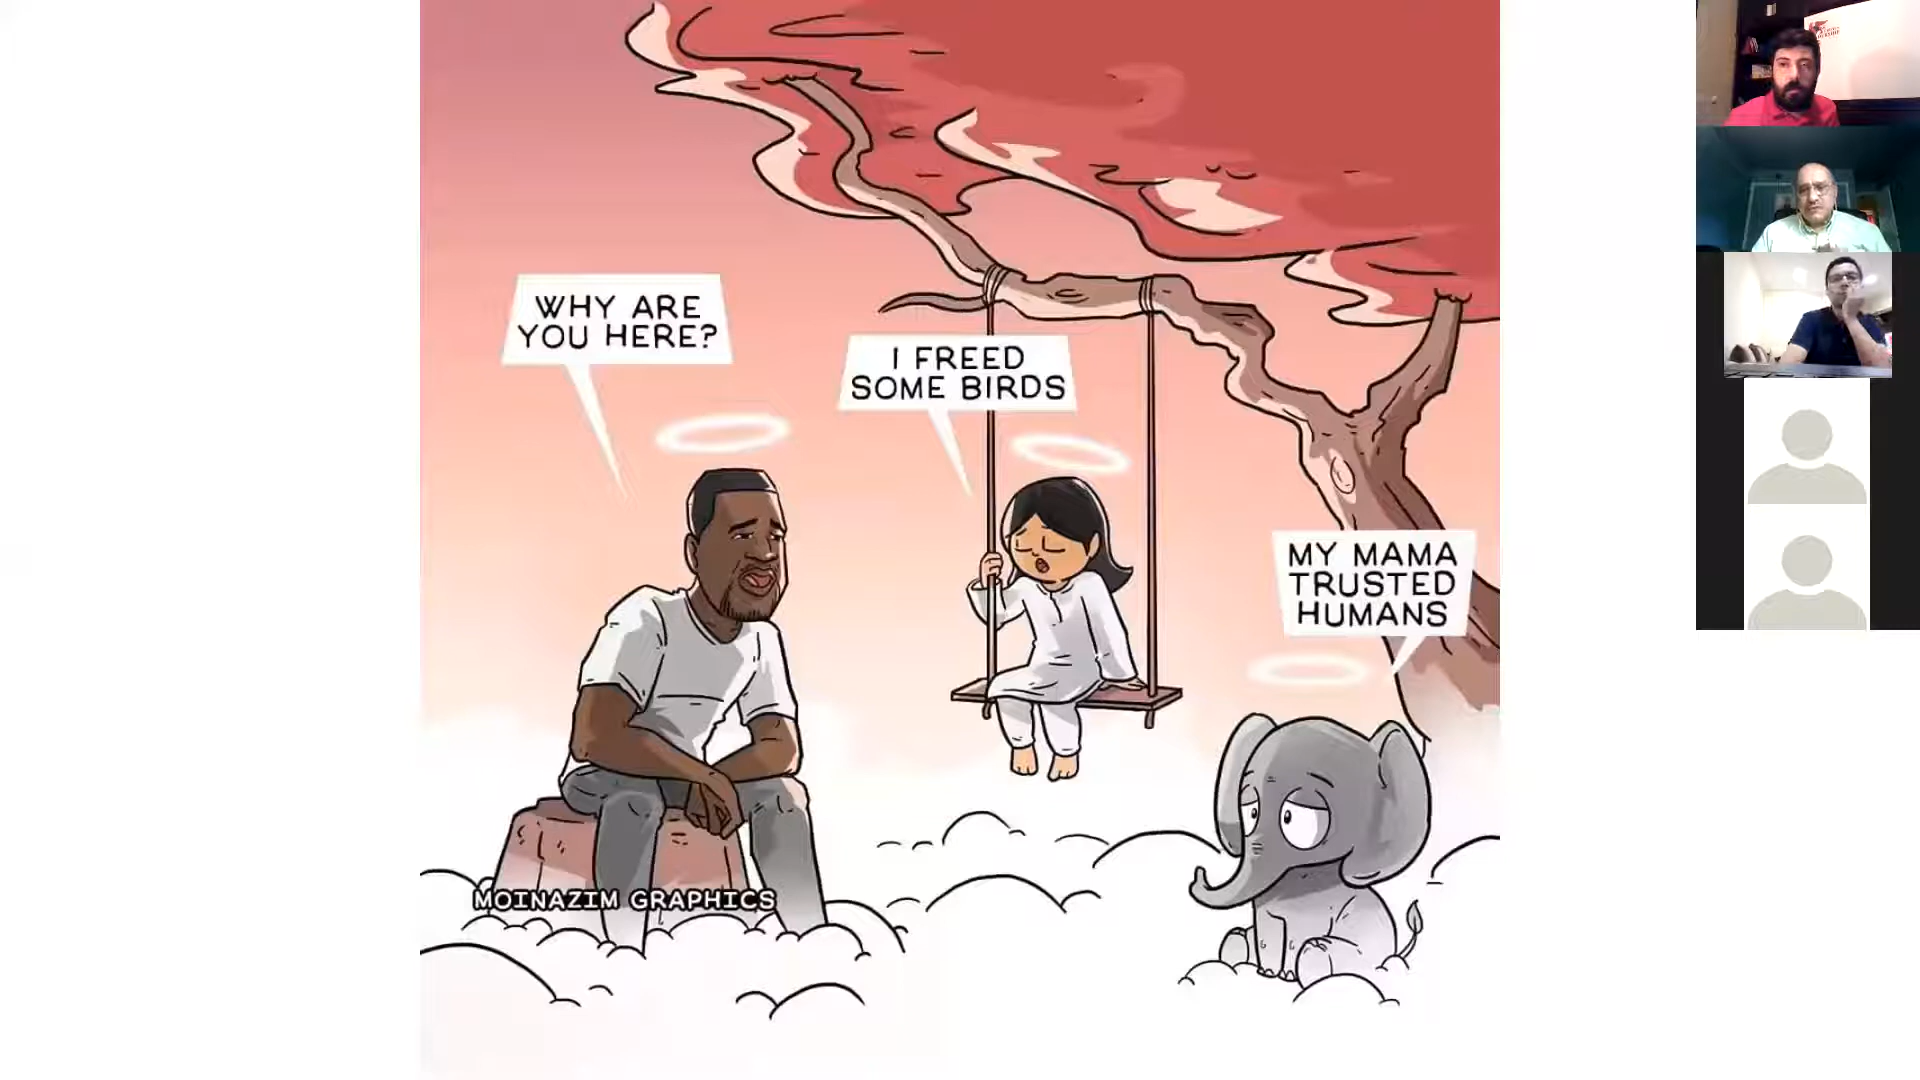 WHY ARE
YOU HERE?
I FREED
SOME BIRDS
MY MAMA
TRUSTED
HUMANS
MOINAZIM GRAPHICS